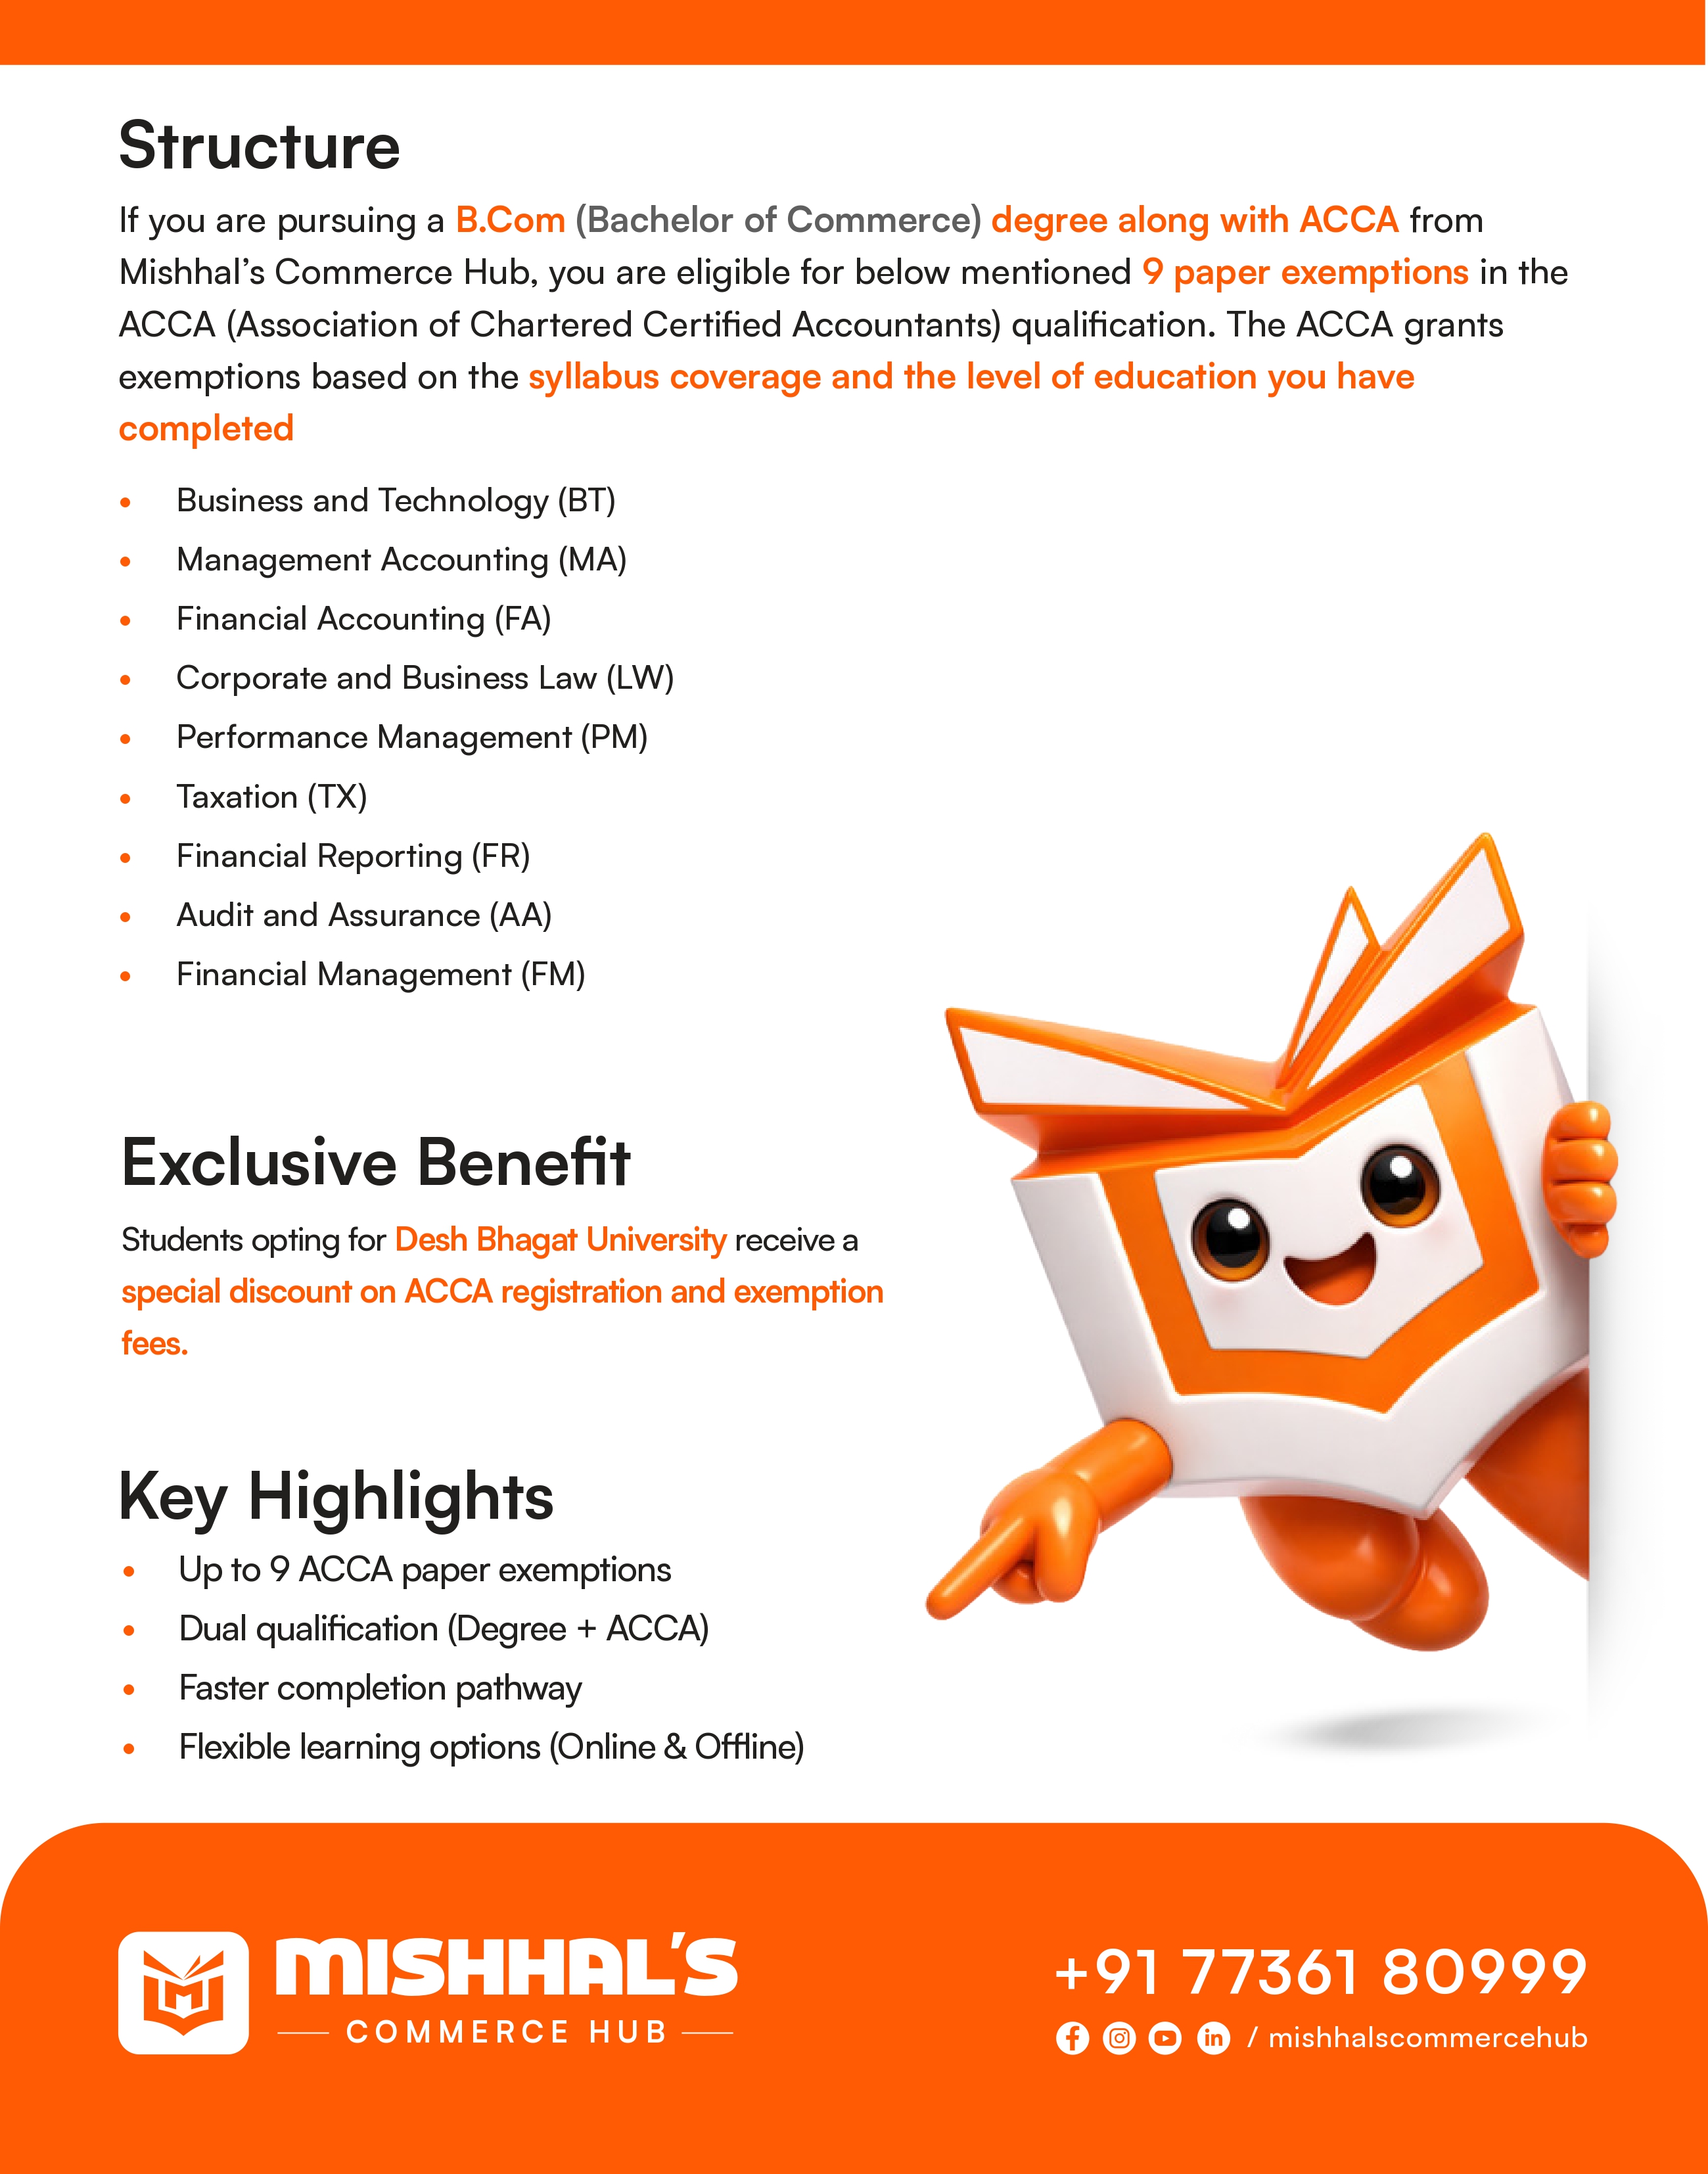 Structure
If you are pursuing a B.Com (Bachelor of Commerce) degree along with ACCA from
Mishhal’s Commerce Hub, you are eligible for below mentioned 9 paper exemptions in the
ACCA (Association of Chartered Certified Accountants) qualification. The ACCA grants
exemptions based on the syllabus coverage and the level of education you have
completed
• Business and Technology (BT)
• Management Accounting (MA)
• Financial Accounting (FA)
• Corporate and Business Law (LW)
• Performance Management (PM)
• Taxation (TX)
• Financial Reporting (FR)
• Audit and Assurance (AA)
• Financial Management (FM)
Exclusive Benefit
Students opting for Desh Bhagat University receive a
special discount on ACCA registration and exemption
fees.
Key Highlights
• Up to 9 ACCA paper exemptions
• Dual qualification (Degree + ACCA)
• Faster completion pathway
• Flexible learning options (Online & Offline)
MISHHAL'S
COMMERCE HUB
+91 77361 80999
/ mishhalscommercehub